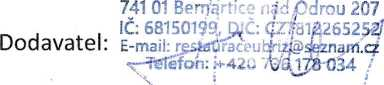 741 01 Bernartice nad Odrou 207
IČ: 68150199, DIČ: CZ7812265252
Dodavatel: E-mail: restauraceubriz@seznam.cz
Telefon: +420 736 178 034